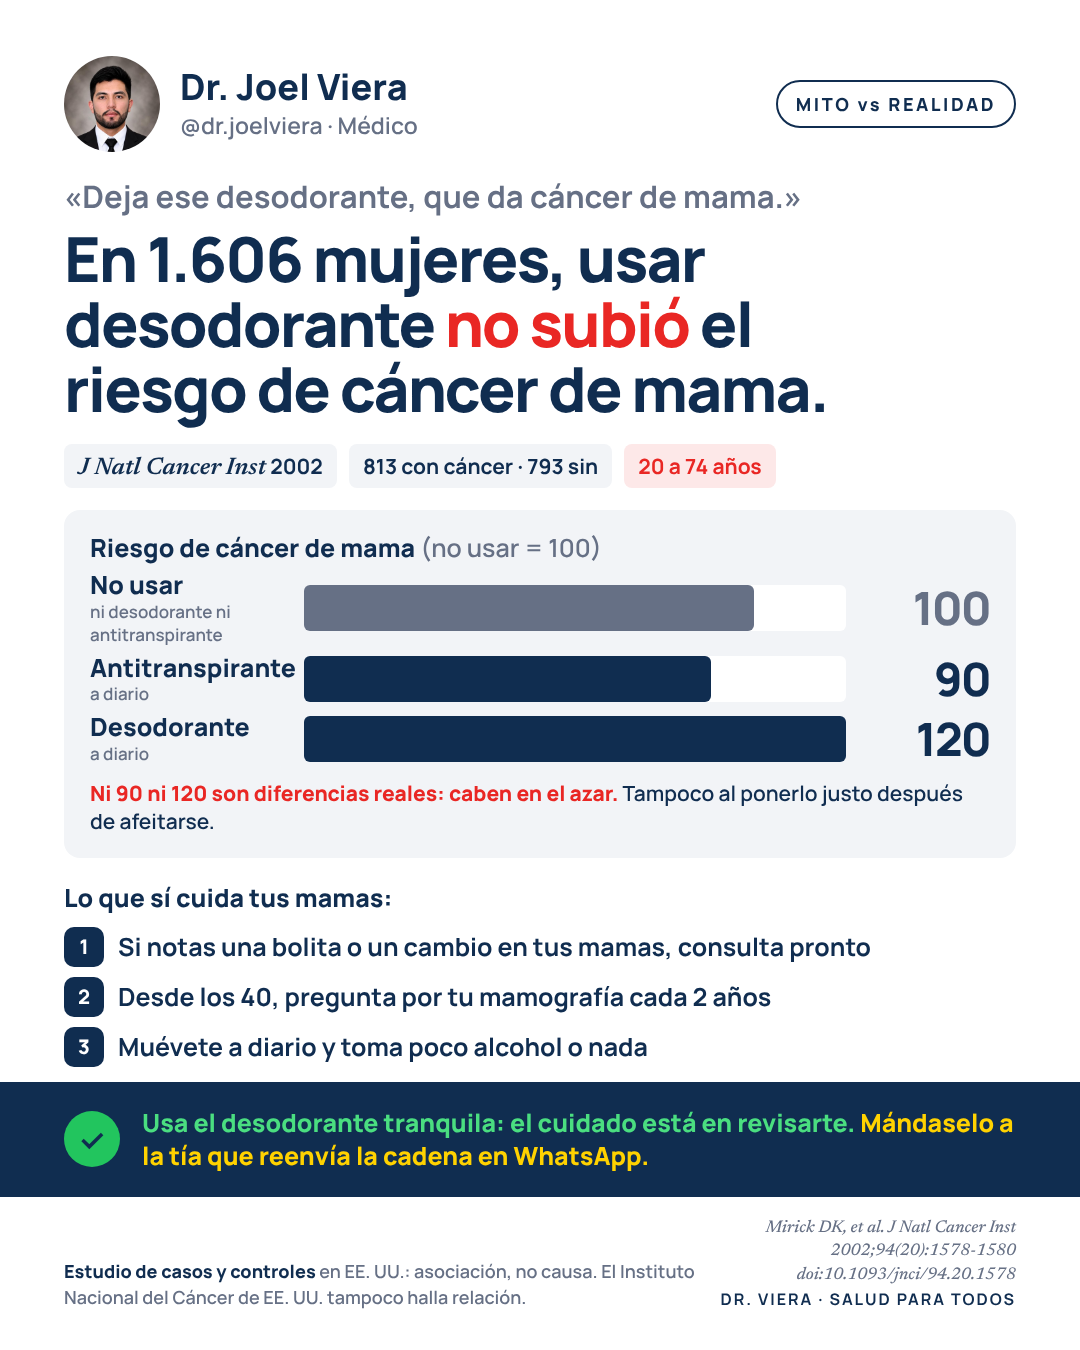 Dr. Joel Viera
@dr.joelviera · Médico
MITO vs REALIDAD
«Deja ese desodorante, que da cáncer de mama.»
En 1.606 mujeres, usar
desodorante no subió el
riesgo de cáncer de mama.
J Natl Cancer Inst 2002
813 con cáncer · 793 sin
20 a 74 años
Riesgo de cáncer de mama (no usar = 100)
No usar
ni desodorante ni
antitranspirante
100
Antitranspirante
a diario
90
Desodorante
a diario
120
Ni 90 ni 120 son diferencias reales: caben en el azar. Tampoco al ponerlo justo después
de afeitarse.
Lo que sí cuida tus mamas:
1 Si notas una bolita o un cambio en tus mamas, consulta pronto
2 Desde los 40, pregunta por tu mamografía cada 2 años
3 Muévete a diario y toma poco alcohol o nada
Usa el desodorante tranquila: el cuidado está en revisarte. Mándaselo a
la tía que reenvía la cadena en WhatsApp.
Estudio de casos y controles en EE. UU.: asociación, no causa. El Instituto
Nacional del Cáncer de EE. UU. tampoco halla relación.
Mirick DK, et al. J Natl Cancer Inst
2002;94(20):1578-1580
doi:10.1093/jnci/94.20.1578
DR. VIERA · SALUD PARA TODOS